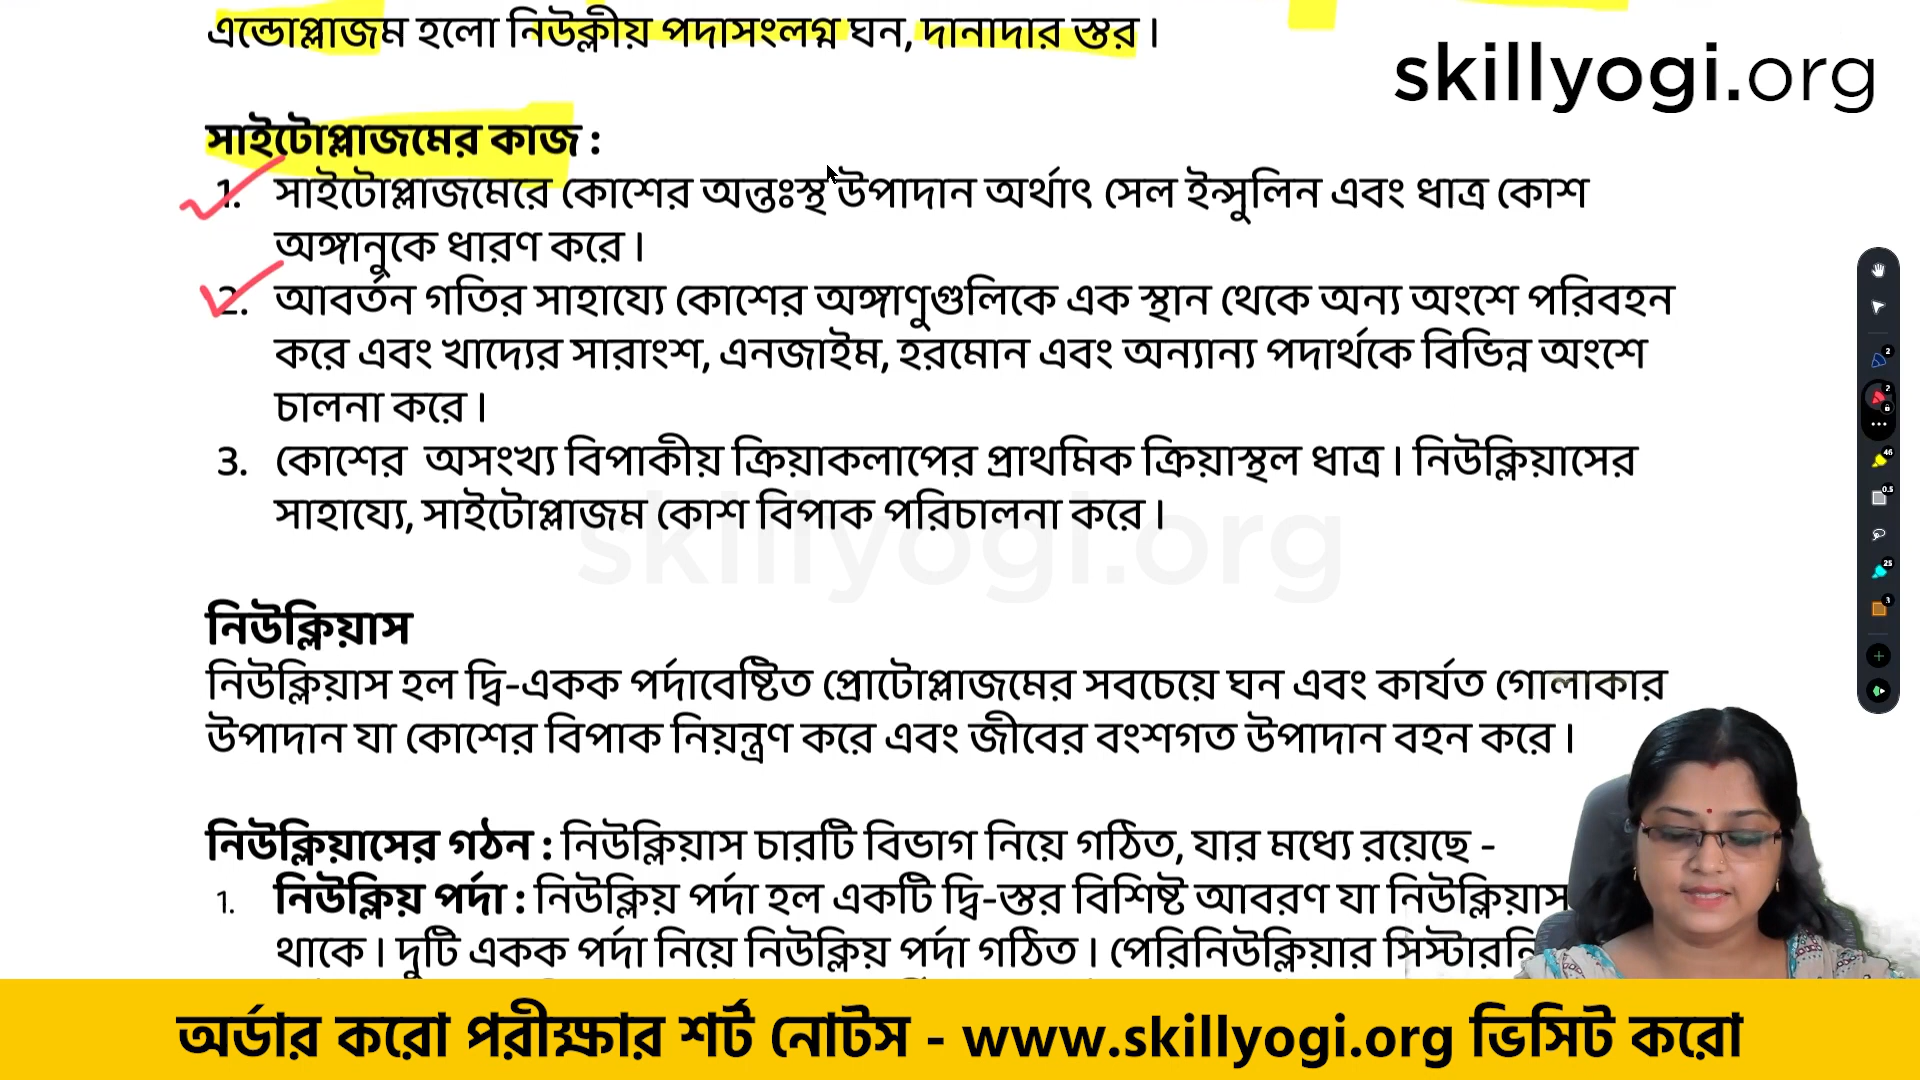 এন্ডোপ্লাজম হলো নিউক্লীয় পদাসংলগ্ন ঘন, দানাদার স্তর।
skillyogi.org
সাইটোপ্লাজমের কাজ :
1. সাইটোপ্লাজমেরে কোশের অন্তঃস্থ উপাদান অর্থাৎ সেল ইন্সুলিন এবং ধাত্র কোশ
অঙ্গানুকে ধারণ করে।
2. আবর্তন গতির সাহায্যে কোশের অঙ্গাণুগুলিকে এক স্থান থেকে অন্য অংশে পরিবহন
করে এবং খাদ্যের সারাংশ, এনজাইম, হরমোন এবং অন্যান্য পদার্থকে বিভিন্ন অংশে
চালনা করে।
3. কোশের অসংখ্য বিপাকীয় ক্রিয়াকলাপের প্রাথমিক ক্রিয়াস্থল ধাত্র। নিউক্লিয়াসের
সাহায্যে, সাইটোপ্লাজম কোশ বিপাক পরিচালনা করে।
skillyogi.org
নিউক্লিয়াস
নিউক্লিয়াস হল দ্বি-একক পর্দাবেষ্টিত প্রোটোপ্লাজমের সবচেয়ে ঘন এবং কার্যত গোলাকার
উপাদান যা কোশের বিপাক নিয়ন্ত্রণ করে এবং জীবের বংশগত উপাদান বহন করে।
নিউক্লিয়াসের গঠন : নিউক্লিয়াস চারটি বিভাগ নিয়ে গঠিত, যার মধ্যে রয়েছে -
1. নিউক্লিয় পর্দা : নিউক্লিয় পর্দা হল একটি দ্বি-স্তর বিশিষ্ট আবরণ যা নিউক্লিয়াস
থাকে। দুটি একক পর্দা নিয়ে নিউক্লিয় পর্দা গঠিত। পেরিনিউক্লিয়ার
অর্ডার করো পরীক্ষার শর্ট নোটস - www.skillyogi.org ভিসিট করো